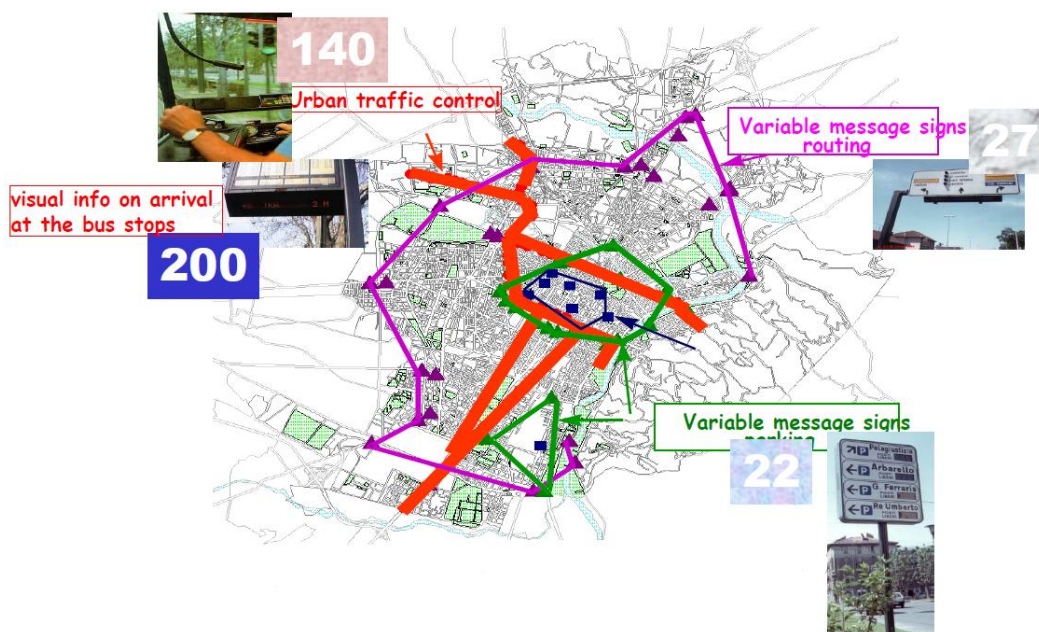 140
Urban traffic control
Variable message signs
routing
27
visual info on arrival
at the bus stops
200
Variable message signs
parking
22
Palagiustizia
Arbarello
G. Ferraris
Re Umberto